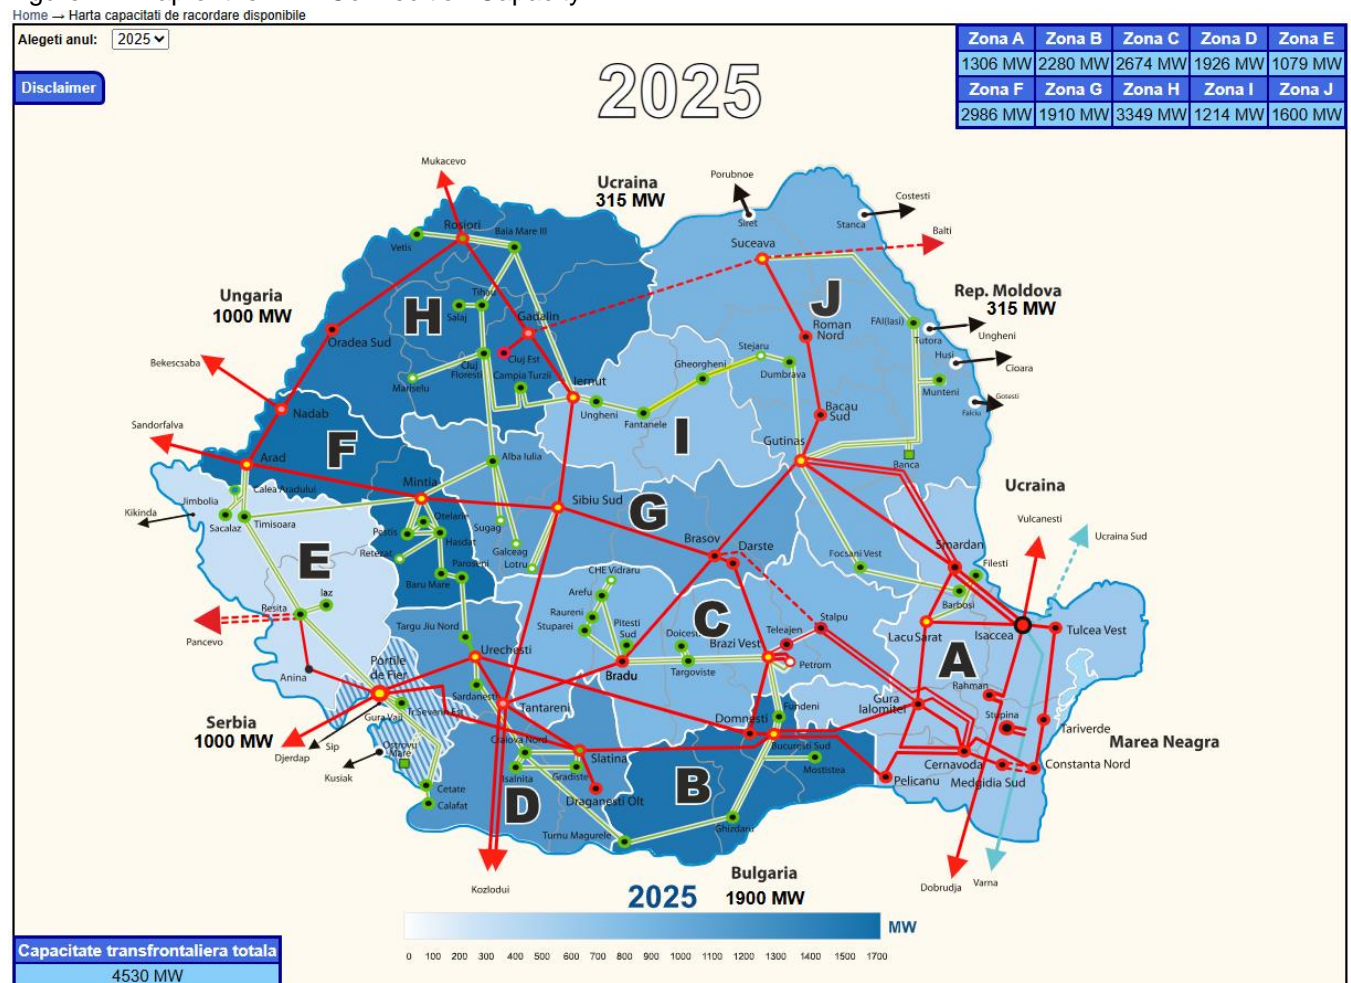 Home → Harta capacitati de racordare disponibile
Alegeti anul: 2025
Disclaimer
2025
Zona A Zona B Zona C Zona D Zona E
1306 MW 2280 MW 2674 MW 1926 MW 1079 MW
Zona F Zona G Zona H Zona I Zona J
2986 MW 1910 MW 3349 MW 1214 MW 1600 MW
Mukacevo
Ucraina
315 MW
Porubnoe
Costesti
Siret
Stanca
Suceava
Balti
Rosiori
Baia Mare III
Vetis
Ungaria
1000 MW
Rep. Moldova
315 MW
H
J
Tihau
Salaj
Gadalin
Roman
Nord
FAI(Iasi)
Tutora
Ungheni
Oradea Sud
Husi
Cioara
Bekescsaba
Cluj
Floresti
Cluj Est
Campia Turzii
Mariselu
Iernut
Gheorgheni
Stejaru
Dumbrava
Munteni
Falciu
Gotesti
Nadab
Ungheni
Fantanele
Bacau
Sud
Sandorfalva
Arad
F
I
Gutinas
Banca
Alba Iulia
Mintia
Calea Aradului
Ucraina
Jimbolia
Kikinda
Sacalaz
Timisoara
Sibiu Sud
G
Vulcanesti
Ucraina Sud
Otelarie
Pestis
Hasdat
Sugag
Galceag
Lotru
Retezat
Paroseni
Baru Mare
E
Brasov
Darste
Focsani Vest
Smardan
Filesti
Barbosi
Iaz
Resita
Pancevo
CHE Vidraru
Arefu
Raureni
Stuparei
Pitesti
Sud
C
Doicesti
Teleajen
Stalpu
Brazi Vest
Petrom
Targoviste
Bradu
Targu Jiu Nord
Urechesti
Lacu Sarat
Isaccea
Tulcea Vest
A
Anina
Portile
de Fier
Sardanesti
Tantareni
Rahman
Gura
Ialomitei
Stupina
Tariverde
Serbia
1000 MW
Gura Vaii
Tr.Severin Est
Djerdap
Sip
Kusiak
Ostrovu
Mare
Craiova Nord
Isalnita
Gradiste
Slatina
Draganesti Olt
Domnesti
Fundeni
Bucuresti Sud
Mostistea
Marea Neagra
Cernavoda
Constanta Nord
Medgidia Sud
Pelicanu
Cetate
Calafat
D
B
Turnu Magurele
Ghizdaru
Kozlodui
Bulgaria
1900 MW
Dobrudja
Varna
2025
MW
0 100 200 300 400 500 600 700 800 900 1000 1100 1200 1300 1400 1500 1700
Capacitate transfrontaliera totala
4530 MW